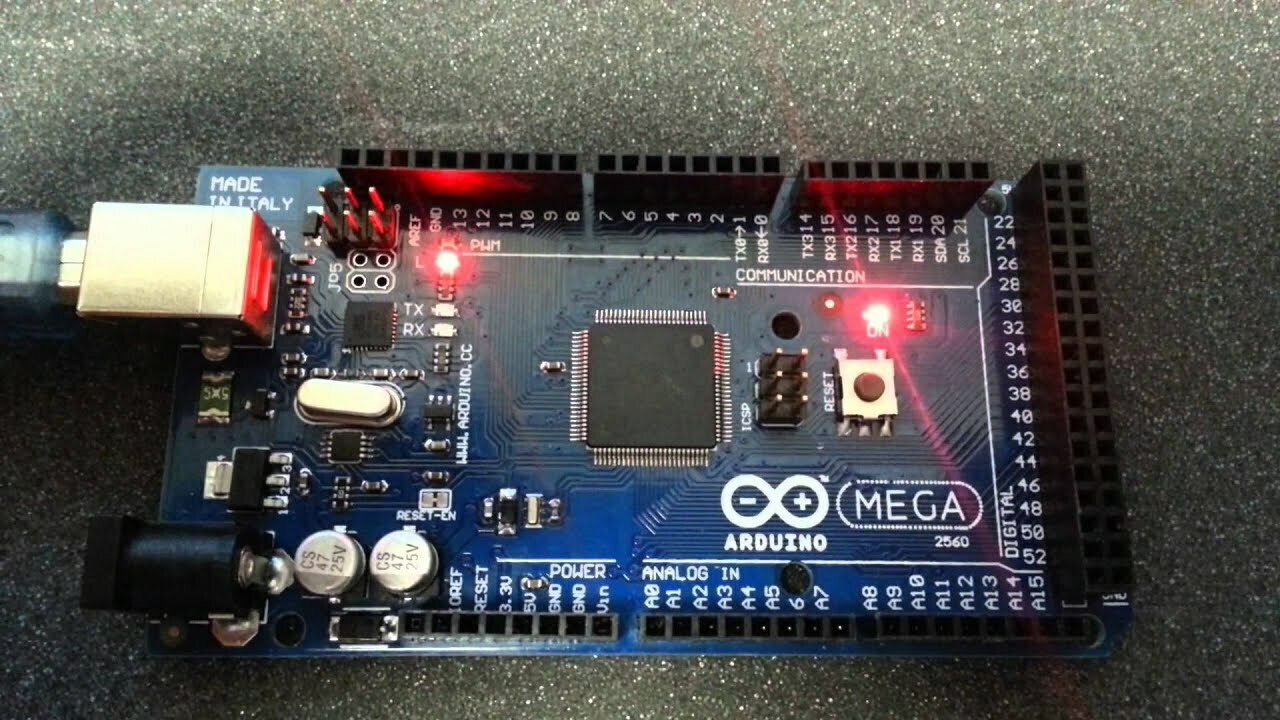 MADE
IN ITALY
AREF
GND
13
12
11
10
9
8
7
6
5
4
3
2
TX0→1
RX0←0
TX3 14
RX3 15
TX2 16
RX2 17
TX1 18
RX1 19
SDA 20
SCL 21
PWM
COMMUNICATION
L
JP5
TX
RX
ON
RESET
ICSP
1
WWW.ARDUINO.CC
22
24
26
28
30
32
34
36
38
40
42
44
46
48
50
52
DIGITAL
ARDUINO
MEGA
2560
TM
RESET-EN
CS
47
25V
CS
47
25V
POWER
ANALOG IN
RESET
3.3V
5V
GND
GND
Vin
A0
A1
A2
A3
A4
A5
6
A7
A8
A9
A10
A11
A12
A13
A14
A15